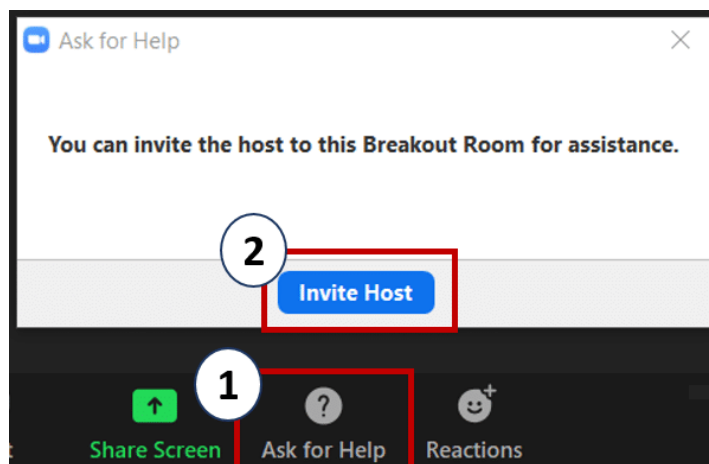 Ask for Help
You can invite the host to this Breakout Room for assistance.
2
Invite Host
1
Share Screen
Ask for Help
Reactions